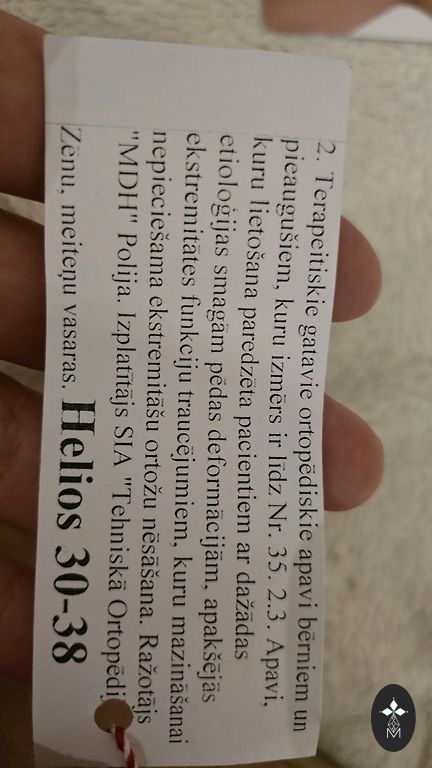 2. Terapeitiskie gatavie ortopēdiskie apavi bērniem un
pieaugušiem, kuru izmērs ir līdz Nr. 35. 2.3. Apavi,
kuru lietošana paredzēta pacientiem ar dažādas
etioloģijas smagām pēdas deformācijām, apakšējās
ekstremitātes funkciju traucējumiem, kuru mazināšanai
nepieciešama ekstremitāšu ortožu nēsāšana. Ražotājs
"MDH" Polija. Izplatītājs SIA "Tehniskā Ortopēdij
Zēnu, meiteņu vasaras. Helios 30-38
M